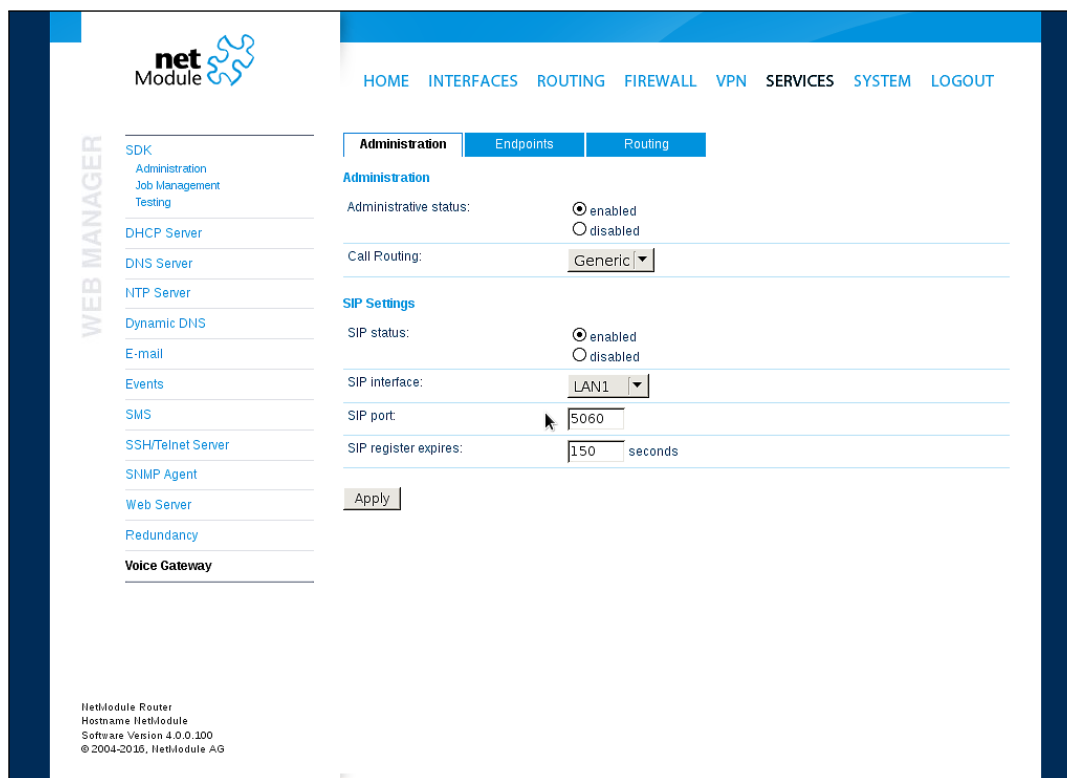 net
Module
HOME INTERFACES ROUTING FIREWALL VPN SERVICES SYSTEM LOGOUT
WEB MANAGER
SDK
Administration
Job Management
Testing
DHCP Server
DNS Server
NTP Server
Dynamic DNS
E-mail
Events
SMS
SSH/Telnet Server
SNMP Agent
Web Server
Redundancy
Voice Gateway
Administration Endpoints Routing
Administration
Administrative status:
enabled
disabled
Call Routing: Generic
SIP Settings
SIP status:
enabled
disabled
SIP interface: LAN1
SIP port: 5060
SIP register expires: 150 seconds
Apply
NetModule Router
Hostname NetModule
Software Version 4.0.0.100
© 2004-2016, NetModule AG